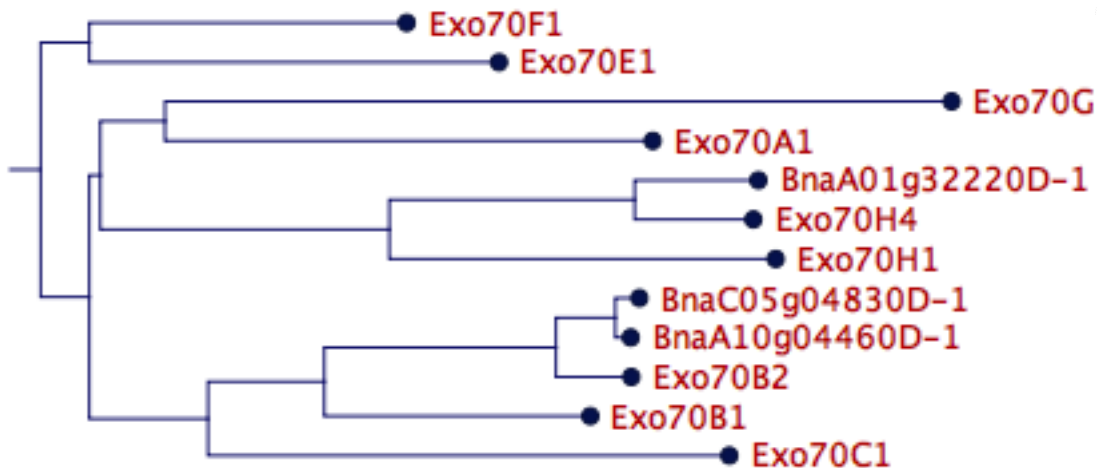 Exo70F1
Exo70E1
Exo70G
Exo70A1
BnaA01g32220D-1
Exo70H4
Exo70H1
BnaC05g04830D-1
BnaA10g04460D-1
Exo70B2
Exo70B1
Exo70C1